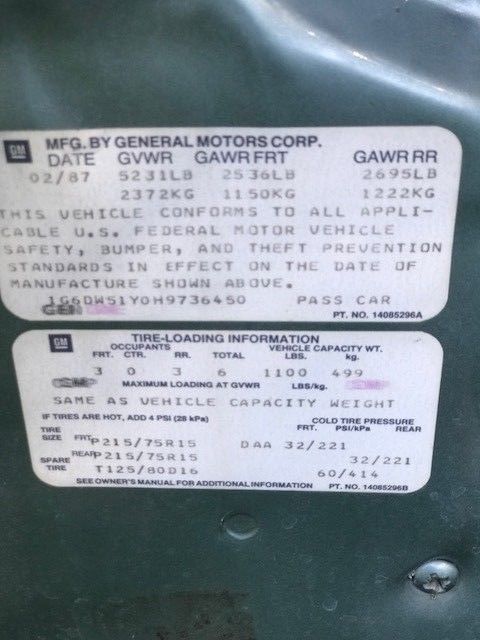 GM MFG. BY GENERAL MOTORS CORP.
DATE GVWR GAWR FRT GAWR RR
02/87 5231LB 2536LB 2695LB
2372KG 1150KG 1222KG
THIS VEHICLE CONFORMS TO ALL APPLI-
CABLE U.S. FEDERAL MOTOR VEHICLE
SAFETY, BUMPER, AND THEFT PREVENTION
STANDARDS IN EFFECT ON THE DATE OF
MANUFACTURE SHOWN ABOVE.
1G6DW51Y0H9736450 PASS CAR
GEN PT. NO. 14085296A
GM TIRE-LOADING INFORMATION
OCCUPANTS VEHICLE CAPACITY WT.
FRT. CTR. RR. TOTAL LBS. kg.
3 0 3 6 1100 499
MAXIMUM LOADING AT GVWR LBS/kg.
SAME AS VEHICLE CAPACITY WEIGHT
IF TIRES ARE HOT, ADD 4 PSI (28 kPa)
COLD TIRE PRESSURE
TIRE FRT. PSI/kPa REAR
SIZE FRT P215/75R15 DAA 32/221
REAR P215/75R15 32/221
SPARE TIRE T125/80D16 60/414
SEE OWNER'S MANUAL FOR ADDITIONAL INFORMATION PT. NO. 14085296B